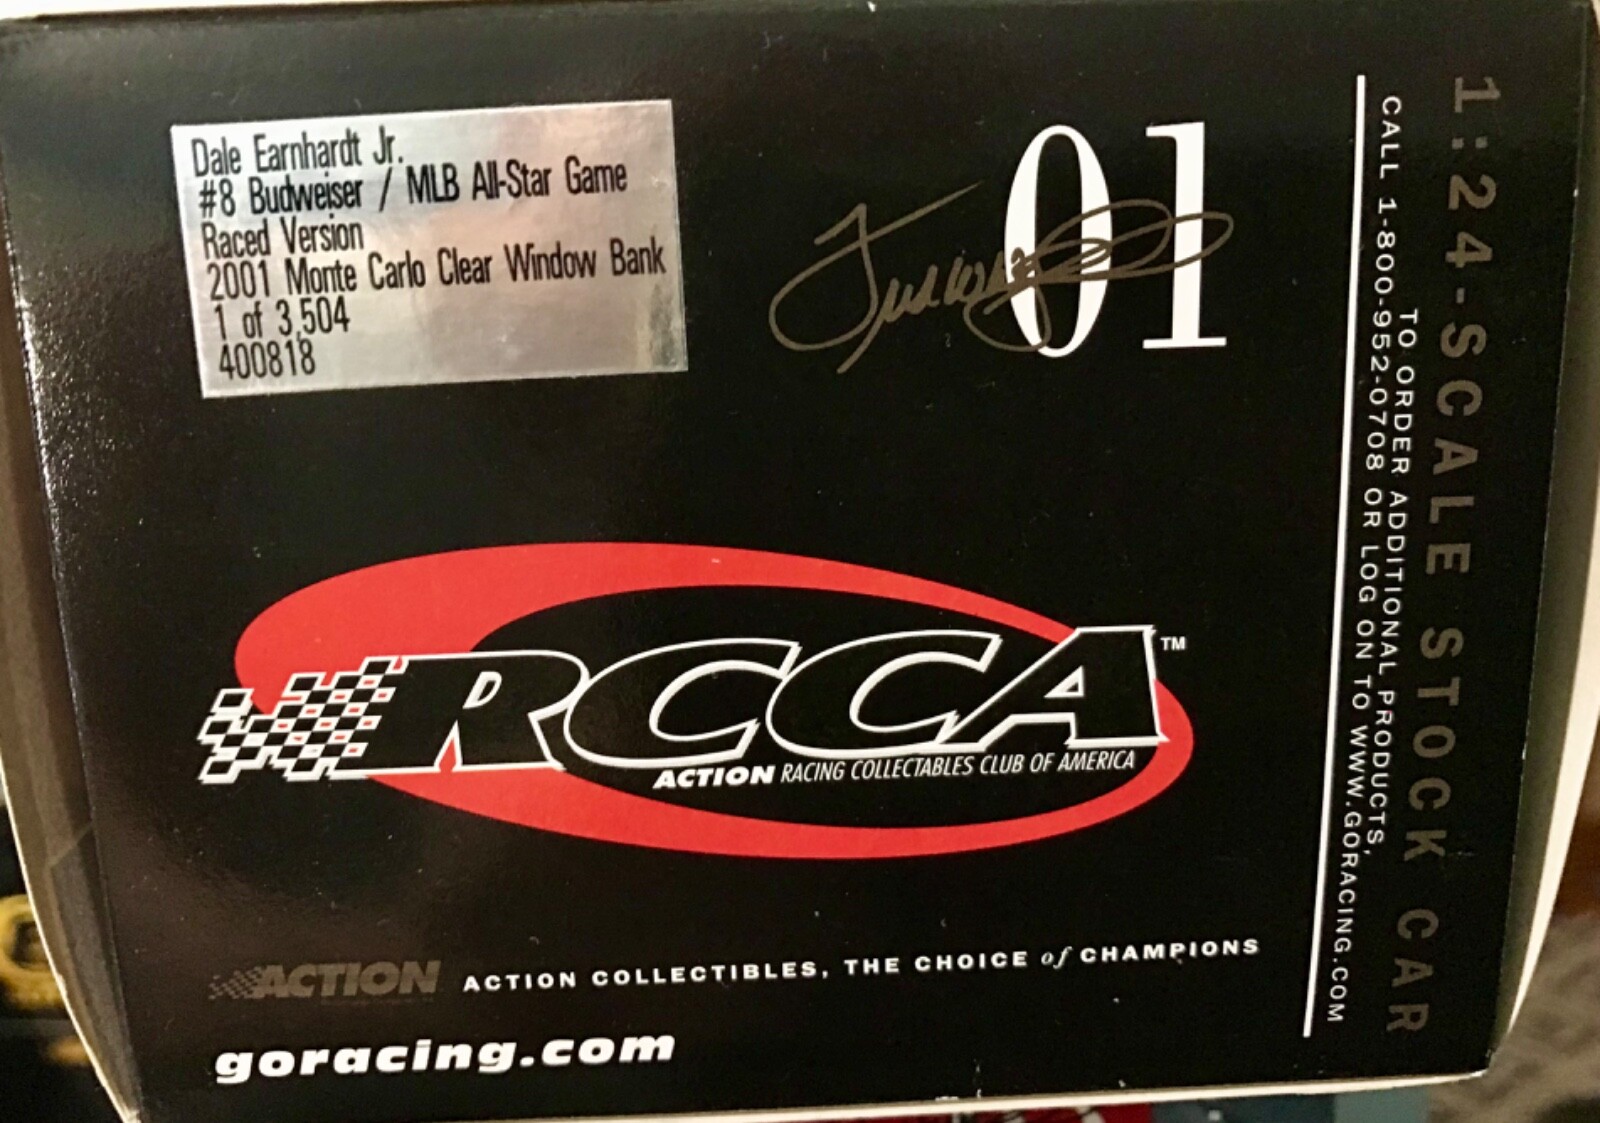 Dale Earnhardt Jr.
#8 Budweiser / MLB All-Star Game
Raced Version
2001 Monte Carlo Clear Window Bank
1 of 3,504
400818
01
RCCA™
ACTION RACING COLLECTABLES CLUB OF AMERICA
ACTION
ACTION COLLECTIBLES, THE CHOICE of CHAMPIONS
goracing.com
1:24-SCALE STOCK CAR
TO ORDER ADDITIONAL PRODUCTS,
CALL 1-800-952-0708 OR LOG ON TO WWW.GORACING.COM